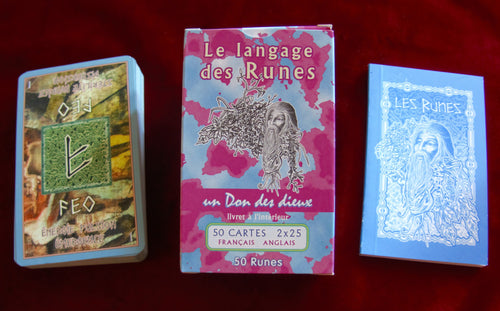 FEO
FEO
Le langage
des Runes
un Don des dieux
livret à l'intérieur
50 CARTES 2x25
FRANÇAIS ANGLAIS
50 Runes
LES RUNES